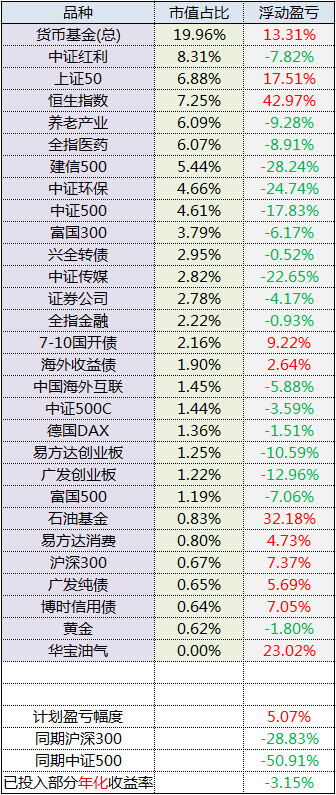 品种 市值占比 浮动盈亏
货币基金(总) 19.96% 13.31%
中证红利 8.31% -7.82%
上证50 6.88% 17.51%
恒生指数 7.25% 42.97%
养老产业 6.09% -9.28%
全指医药 6.07% -8.91%
建信500 5.44% -28.24%
中证环保 4.66% -24.74%
中证500 4.61% -17.83%
富国300 3.79% -6.17%
兴全转债 2.95% -0.52%
中证传媒 2.82% -22.65%
证券公司 2.78% -4.17%
全指金融 2.22% -0.93%
7-10国开债 2.16% 9.22%
海外收益债 1.90% 2.64%
中国海外互联 1.45% -5.88%
中证500C 1.44% -3.59%
德国DAX 1.36% -1.51%
易方达创业板 1.25% -10.59%
广发创业板 1.22% -12.96%
富国500 1.19% -7.06%
石油基金 0.83% 32.18%
易方达消费 0.80% 4.73%
沪深300 0.67% 7.37%
广发纯债 0.65% 5.69%
博时信用债 0.64% 7.05%
黄金 0.62% -1.80%
华宝油气 0.00% 23.02%
计划盈亏幅度 5.07%
同期沪深300 -28.83%
同期中证500 -50.91%
已投入部分年化收益率 -3.15%